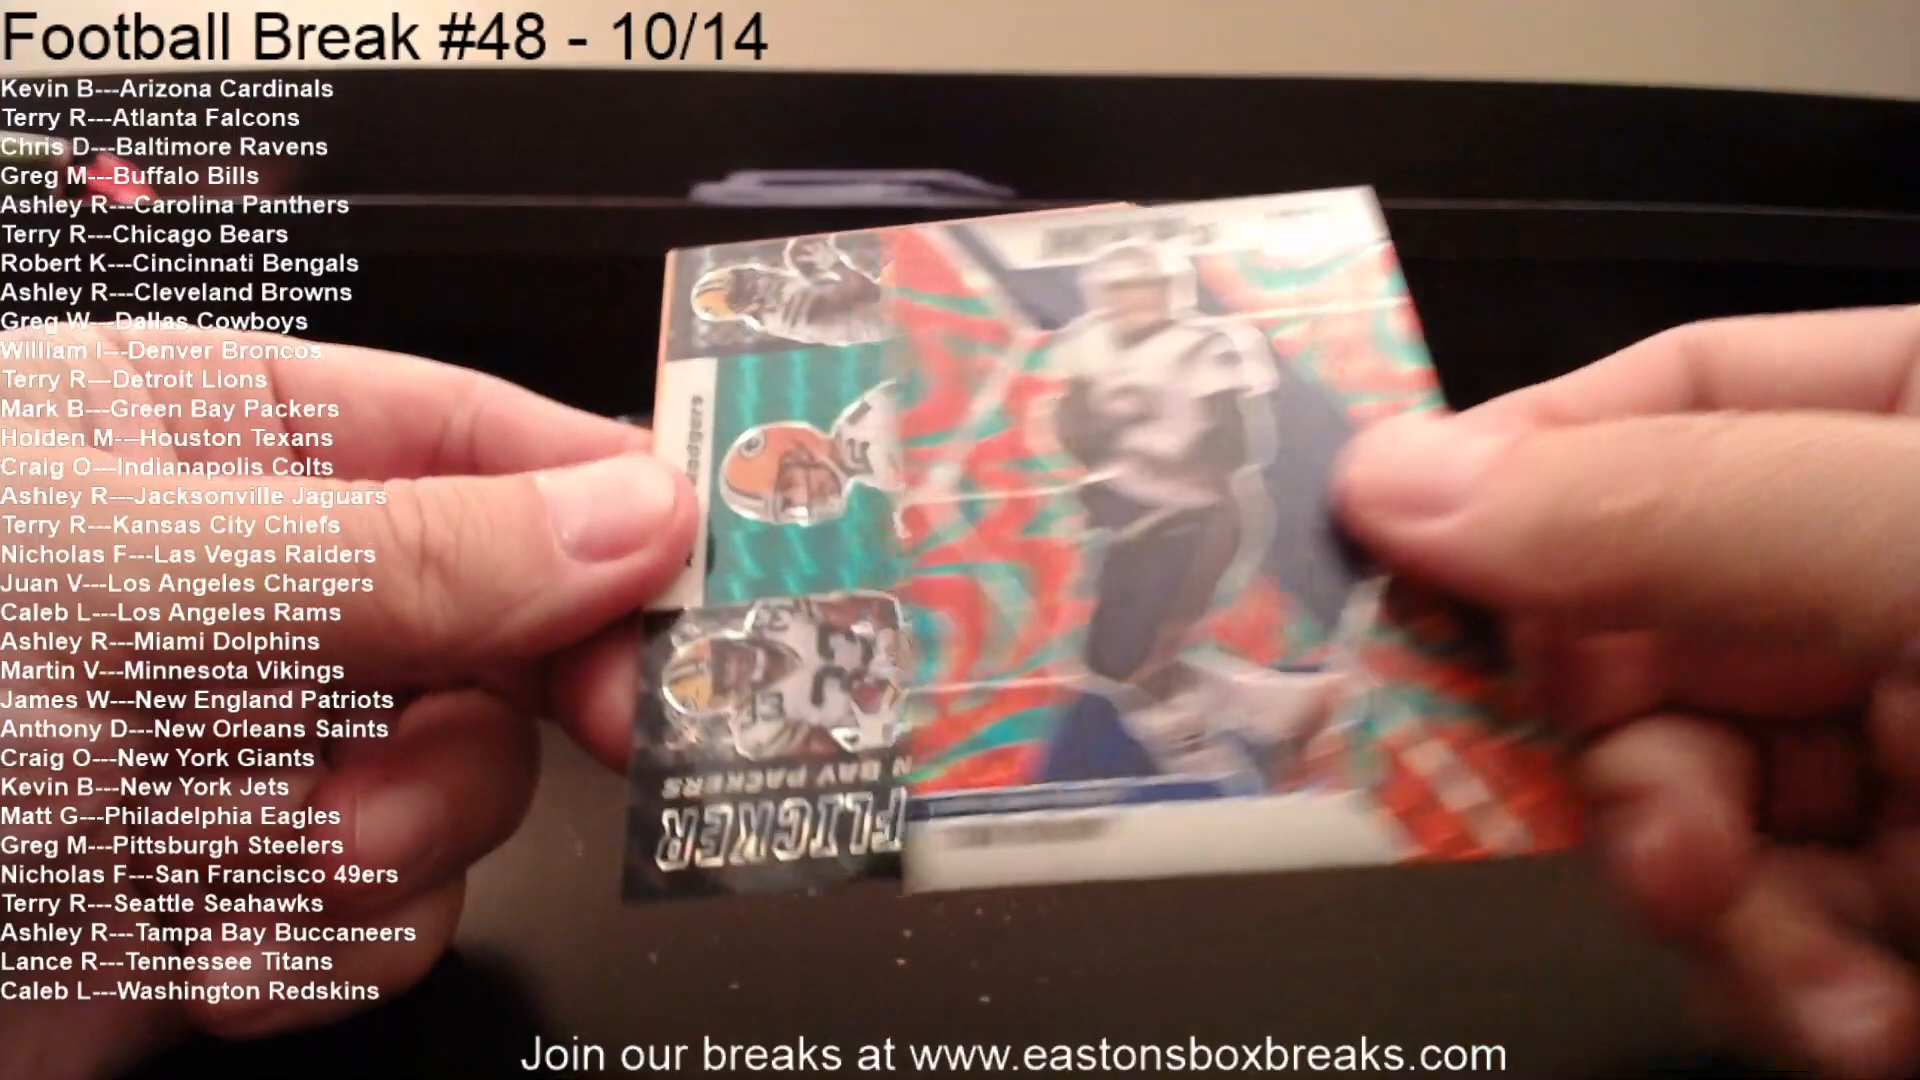 Football Break #48 - 10/14
Kevin B---Arizona Cardinals
Terry R---Atlanta Falcons
Chris D---Baltimore Ravens
Greg M---Buffalo Bills
Ashley R---Carolina Panthers
Terry R---Chicago Bears
Robert K---Cincinnati Bengals
Ashley R---Cleveland Browns
Greg W---Dallas Cowboys
William I---Denver Broncos
Terry R---Detroit Lions
Mark B---Green Bay Packers
Holden M---Houston Texans
Craig O---Indianapolis Colts
Ashley R---Jacksonville Jaguars
Terry R---Kansas City Chiefs
Nicholas F---Las Vegas Raiders
Juan V---Los Angeles Chargers
Caleb L---Los Angeles Rams
Ashley R---Miami Dolphins
Martin V---Minnesota Vikings
James W---New England Patriots
Anthony D---New Orleans Saints
Craig O---New York Giants
Kevin B---New York Jets
Matt G---Philadelphia Eagles
Greg M---Pittsburgh Steelers
Nicholas F---San Francisco 49ers
Terry R---Seattle Seahawks
Ashley R---Tampa Bay Buccaneers
Lance R---Tennessee Titans
Caleb L---Washington Redskins
N BAY PACKERS
FLICKER
Join our breaks at www.eastonsboxbreaks.com